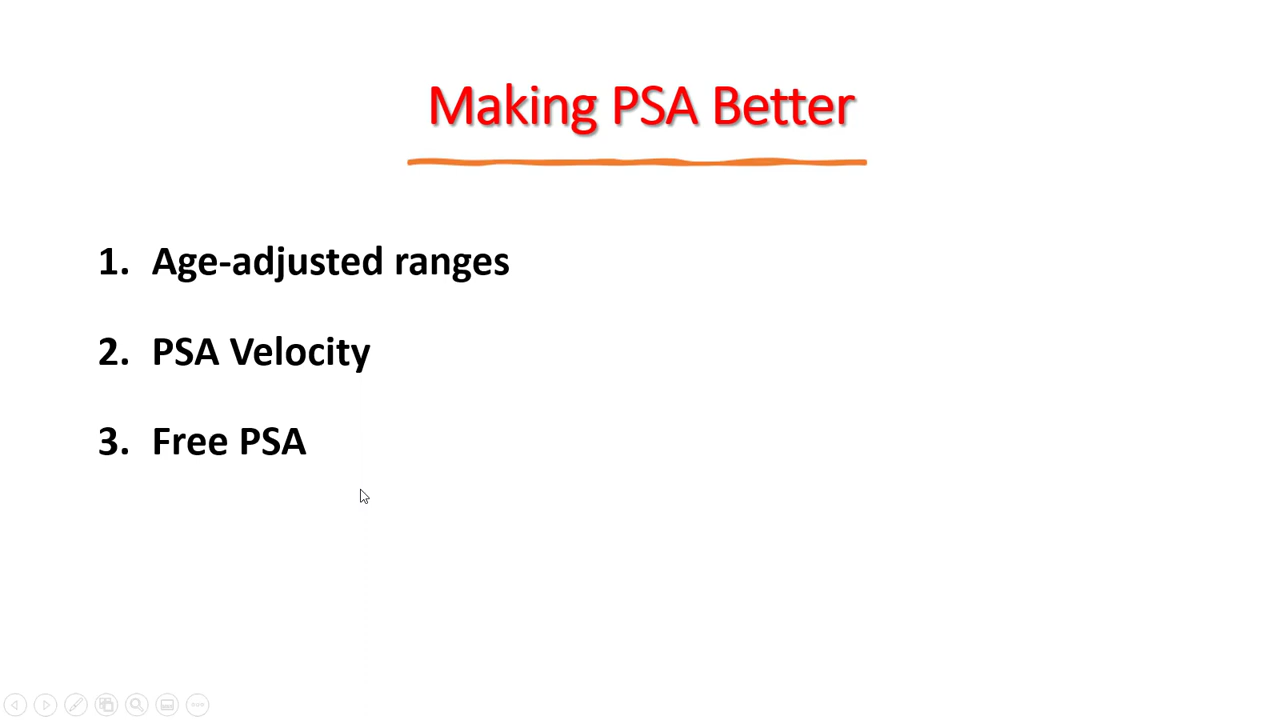 Making PSA Better
1. Age-adjusted ranges
2. PSA Velocity
3. Free PSA